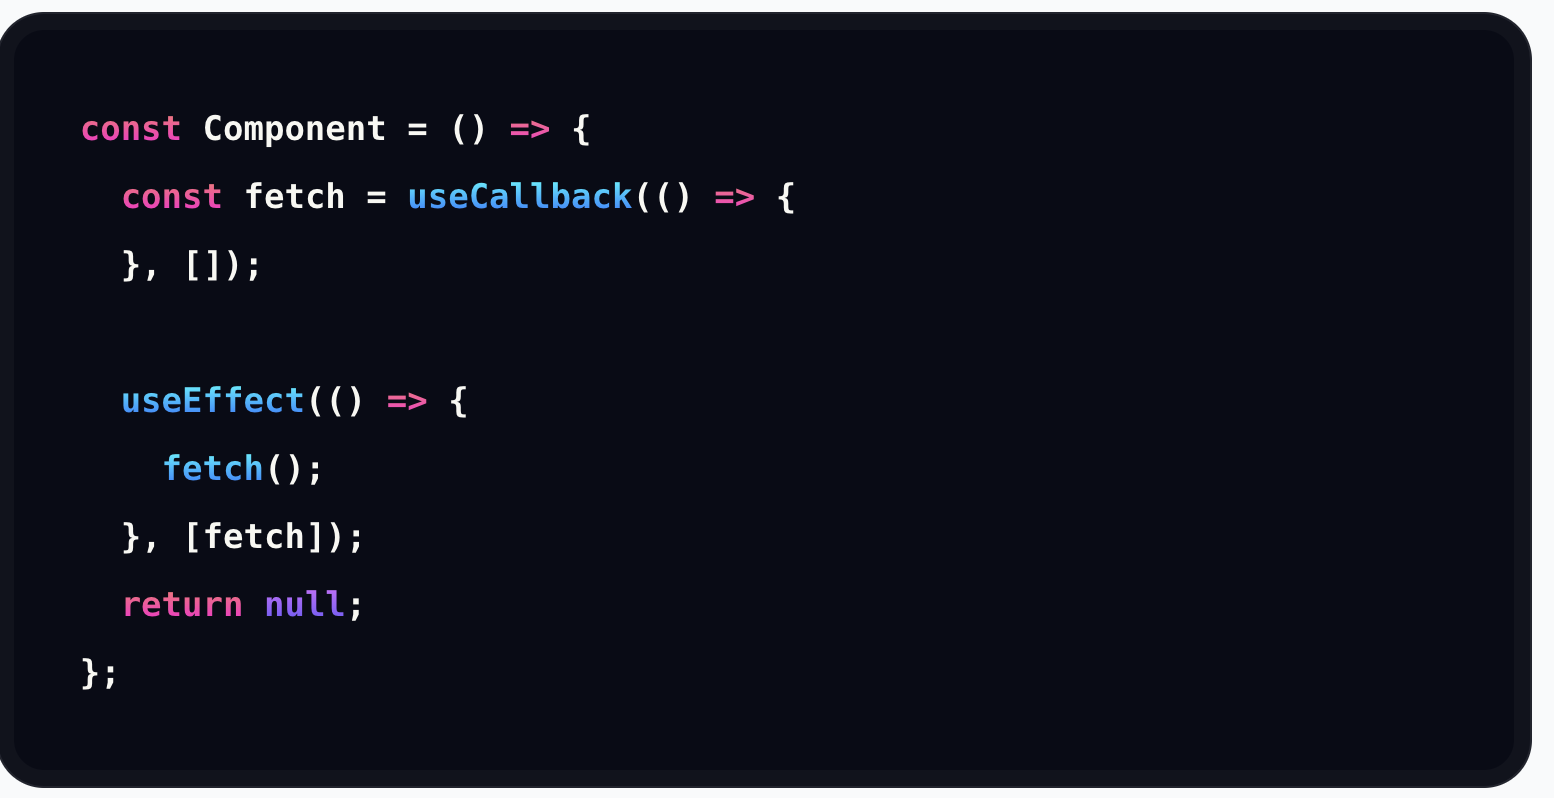 const Component = () => {
  const fetch = useCallback(() => {
  }, []);

  useEffect(() => {
    fetch();
  }, [fetch]);
  return null;
};